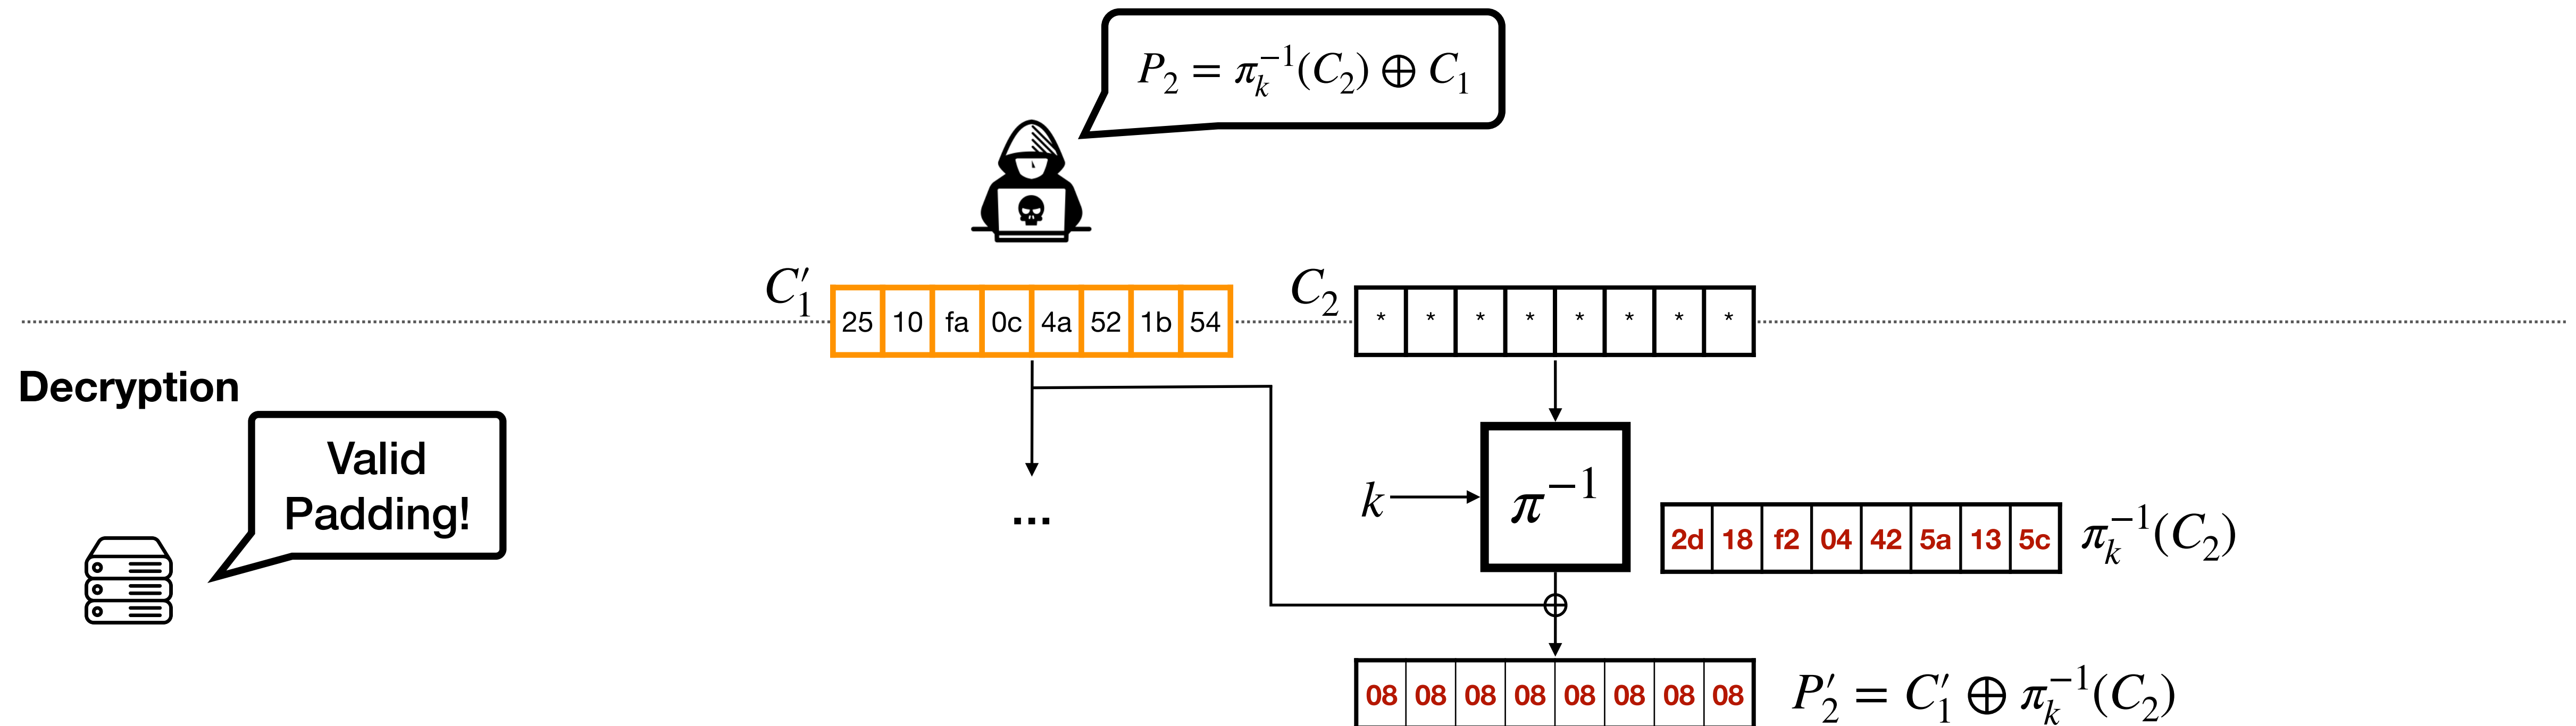 P₂ = π_k⁻¹(C₂) ⊕ C₁
C′₁ 25 10 fa 0c 4a 52 1b 54 C₂ * * * * * * * *
Decryption
Valid
Padding!
...
k π⁻¹
2d 18 f2 04 42 5a 13 5c π_k⁻¹(C₂)
08 08 08 08 08 08 08 08 P′₂ = C′₁ ⊕ π_k⁻¹(C₂)